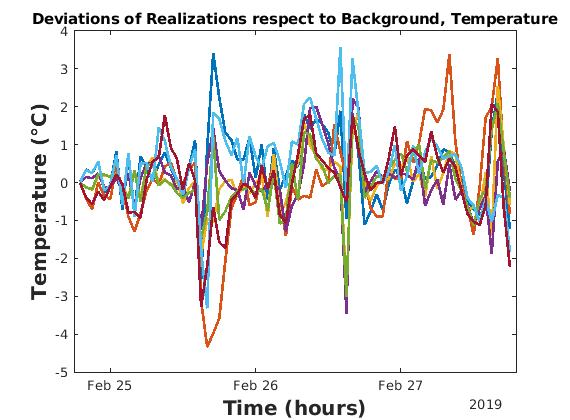 Deviations of Realizations respect to Background, Temperature
Temperature (°C)
4
3
2
1
0
-1
-2
-3
-4
-5
Feb 25
Feb 26
Feb 27
2019
Time (hours)